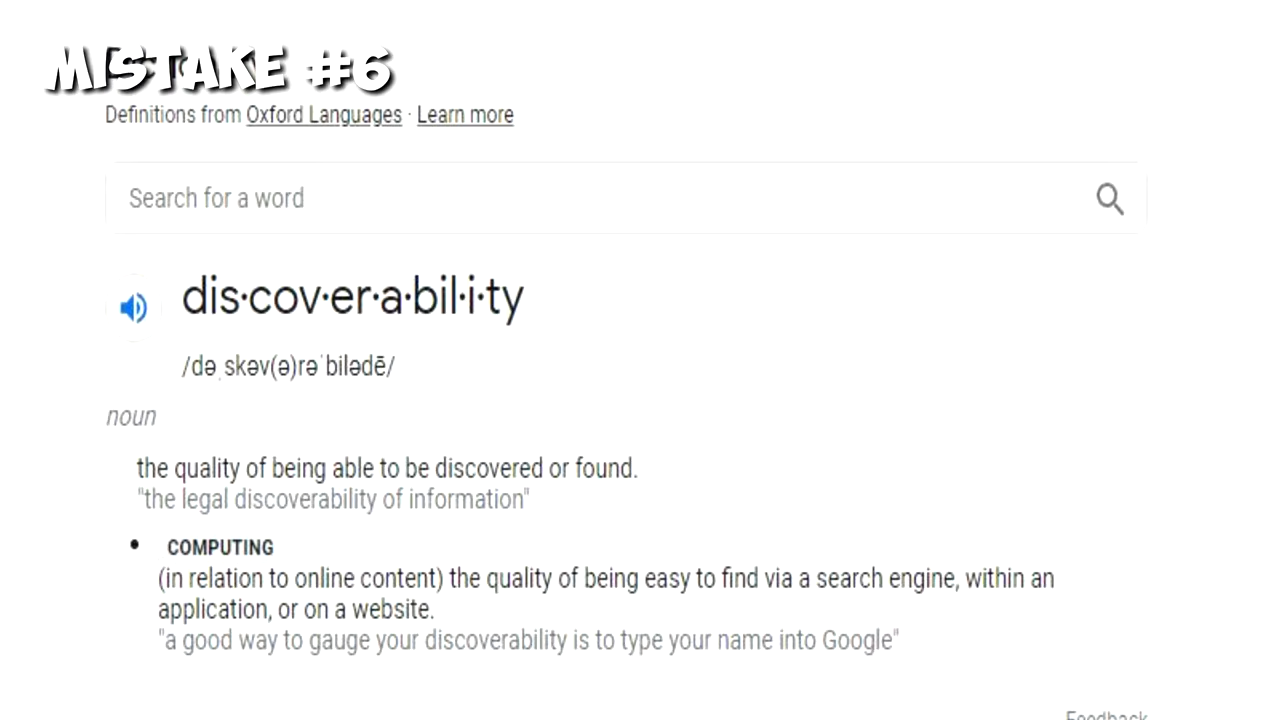 MISTAKE #6
Definitions from Oxford Languages · Learn more
Search for a word
dis·cov·er·a·bil·i·ty
/dəˌskəv(ə)rəˈbilədē/
noun
the quality of being able to be discovered or found.
"the legal discoverability of information"
• COMPUTING
(in relation to online content) the quality of being easy to find via a search engine, within an
application, or on a website.
"a good way to gauge your discoverability is to type your name into Google"
Feedback